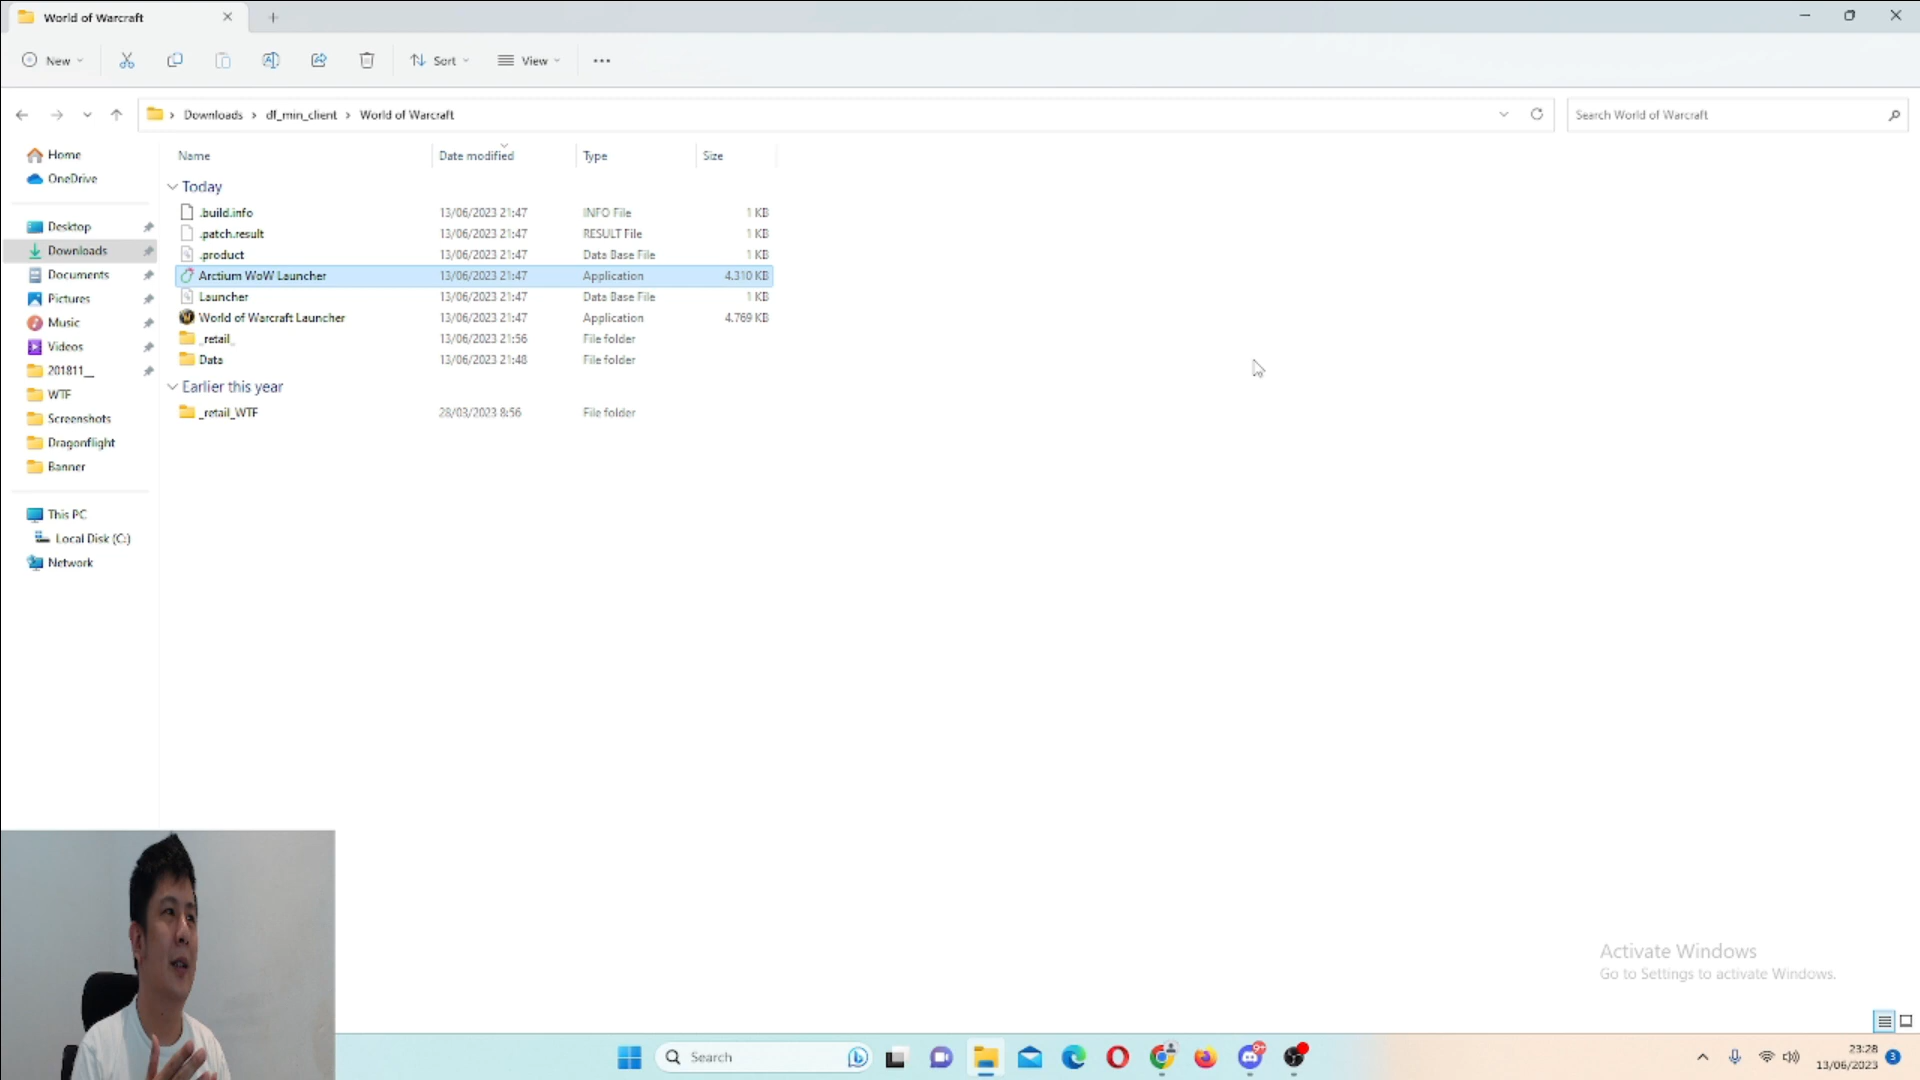 World of Warcraft
New
Sort
View
Downloads > df_min_client > World of Warcraft
Search World of Warcraft
Home
OneDrive
Desktop
Downloads
Documents
Pictures
Music
Videos
201811__
WTF
Screenshots
Dragonflight
Banner
This PC
Local Disk (C:)
Network
Name Date modified Type Size
Today
.build.info 13/06/2023 21:47 INFO File 1 KB
.patch.result 13/06/2023 21:47 RESULT File 1 KB
.product 13/06/2023 21:47 Data Base File 1 KB
Arctium WoW Launcher 13/06/2023 21:47 Application 4.310 KB
Launcher 13/06/2023 21:47 Data Base File 1 KB
World of Warcraft Launcher 13/06/2023 21:47 Application 4.769 KB
_retail_ 13/06/2023 21:56 File folder
Data 13/06/2023 21:48 File folder
Earlier this year
_retail_WTF 28/03/2023 8:56 File folder
Activate Windows
Go to Settings to activate Windows.
Search
9+
23:28
13/06/2023
3